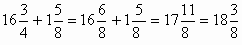 16 3/4 + 1 5/8 = 16 6/8 + 1 5/8 = 17 11/8 = 18 3/8